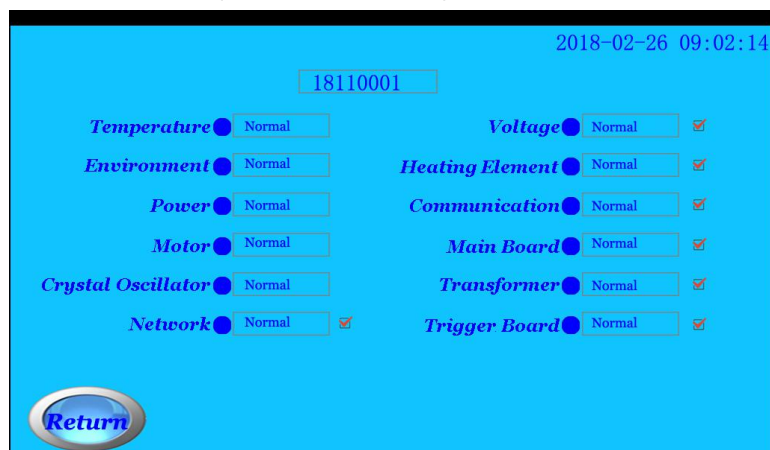 2018-02-26 09:02:14
18110001
Temperature Normal Voltage Normal
Environment Normal Heating Element Normal
Power Normal Communication Normal
Motor Normal Main Board Normal
Crystal Oscillator Normal Transformer Normal
Network Normal Trigger Board Normal
Return